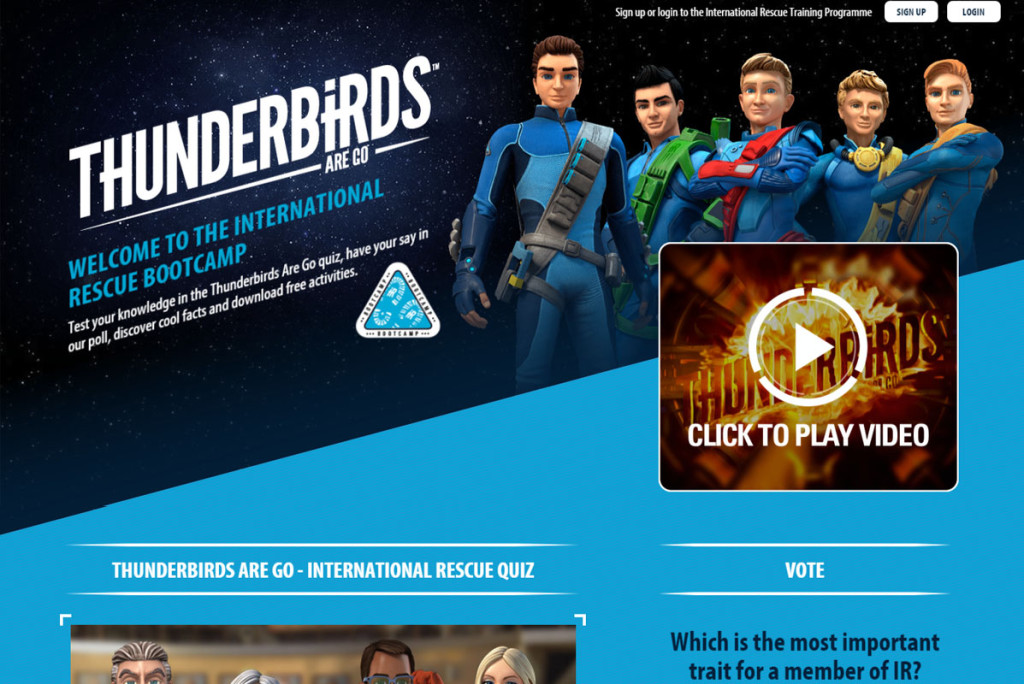 Sign up or login to the International Rescue Training Programme
SIGN UP
LOGIN
THUNDERBiRDS™
ARE GO
WELCOME TO THE INTERNATIONAL
RESCUE BOOTCAMP
Test your knowledge in the Thunderbirds Are Go quiz, have your say in
our poll, discover cool facts and download free activities.
BOOTCAMP
BOOTCAMP
BOOTCAMP
THUNDERBiRDS
ARE GO
CLICK TO PLAY VIDEO
THUNDERBIRDS ARE GO - INTERNATIONAL RESCUE QUIZ
VOTE
Which is the most important
trait for a member of IR?